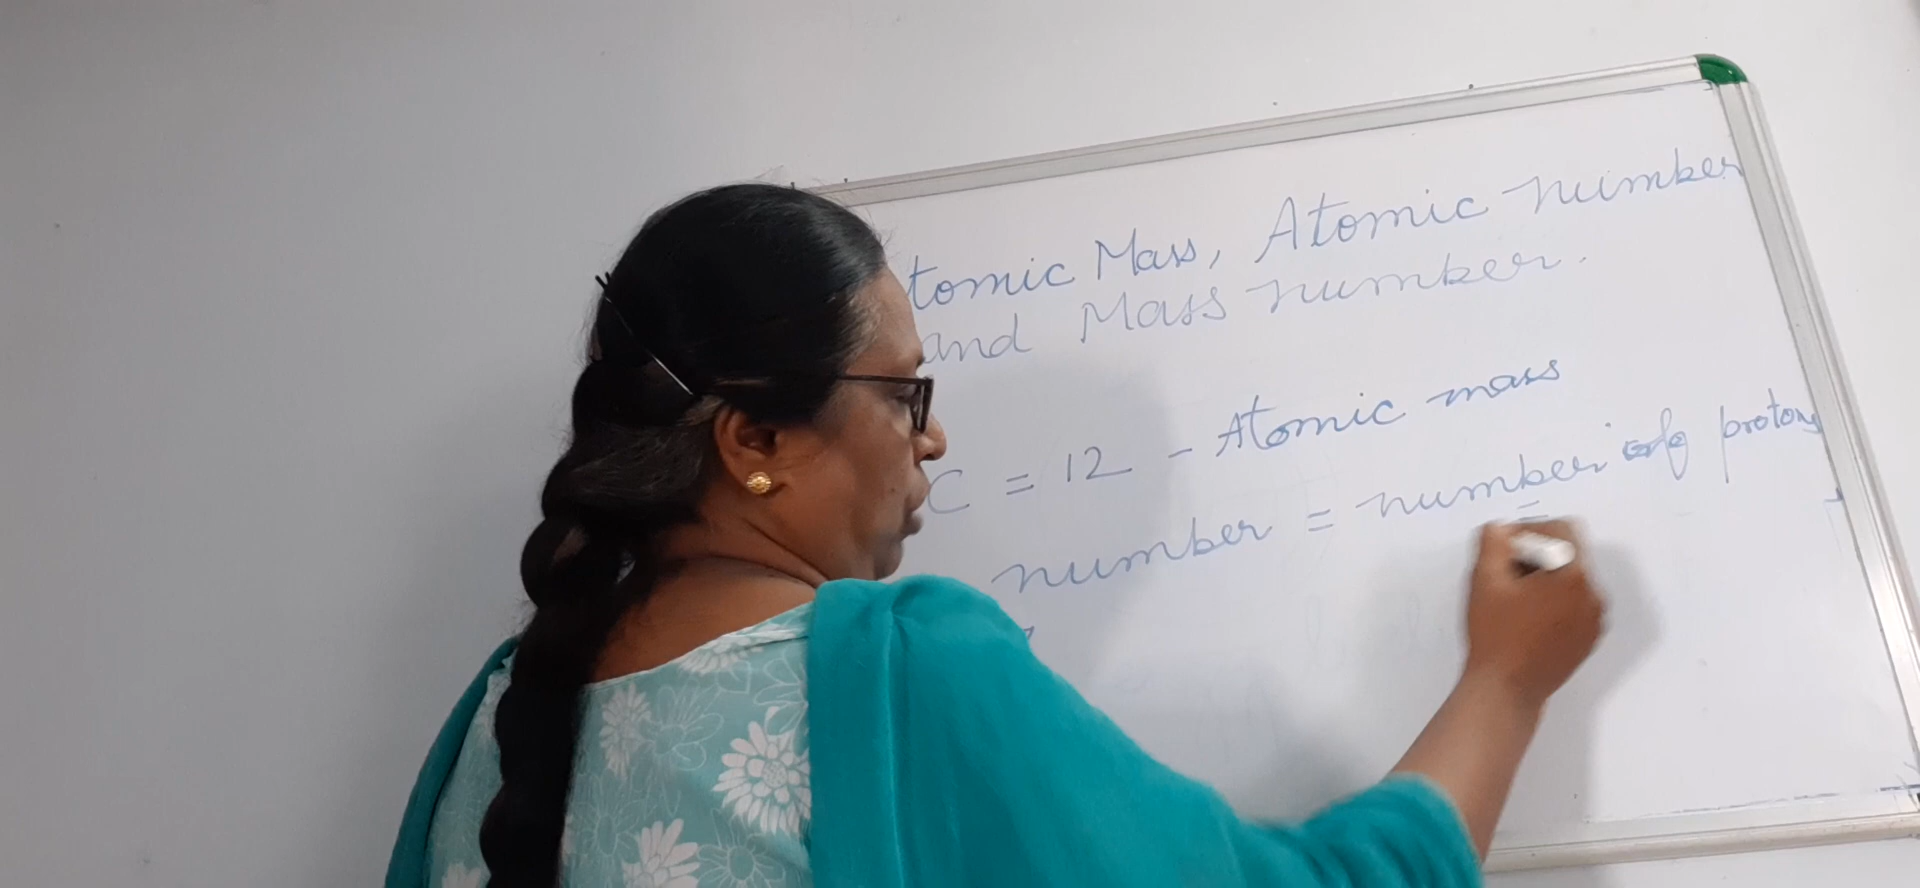 tomic Mass, Atomic number
and Mass number.
C = 12 - Atomic mass
number = number of protons
=